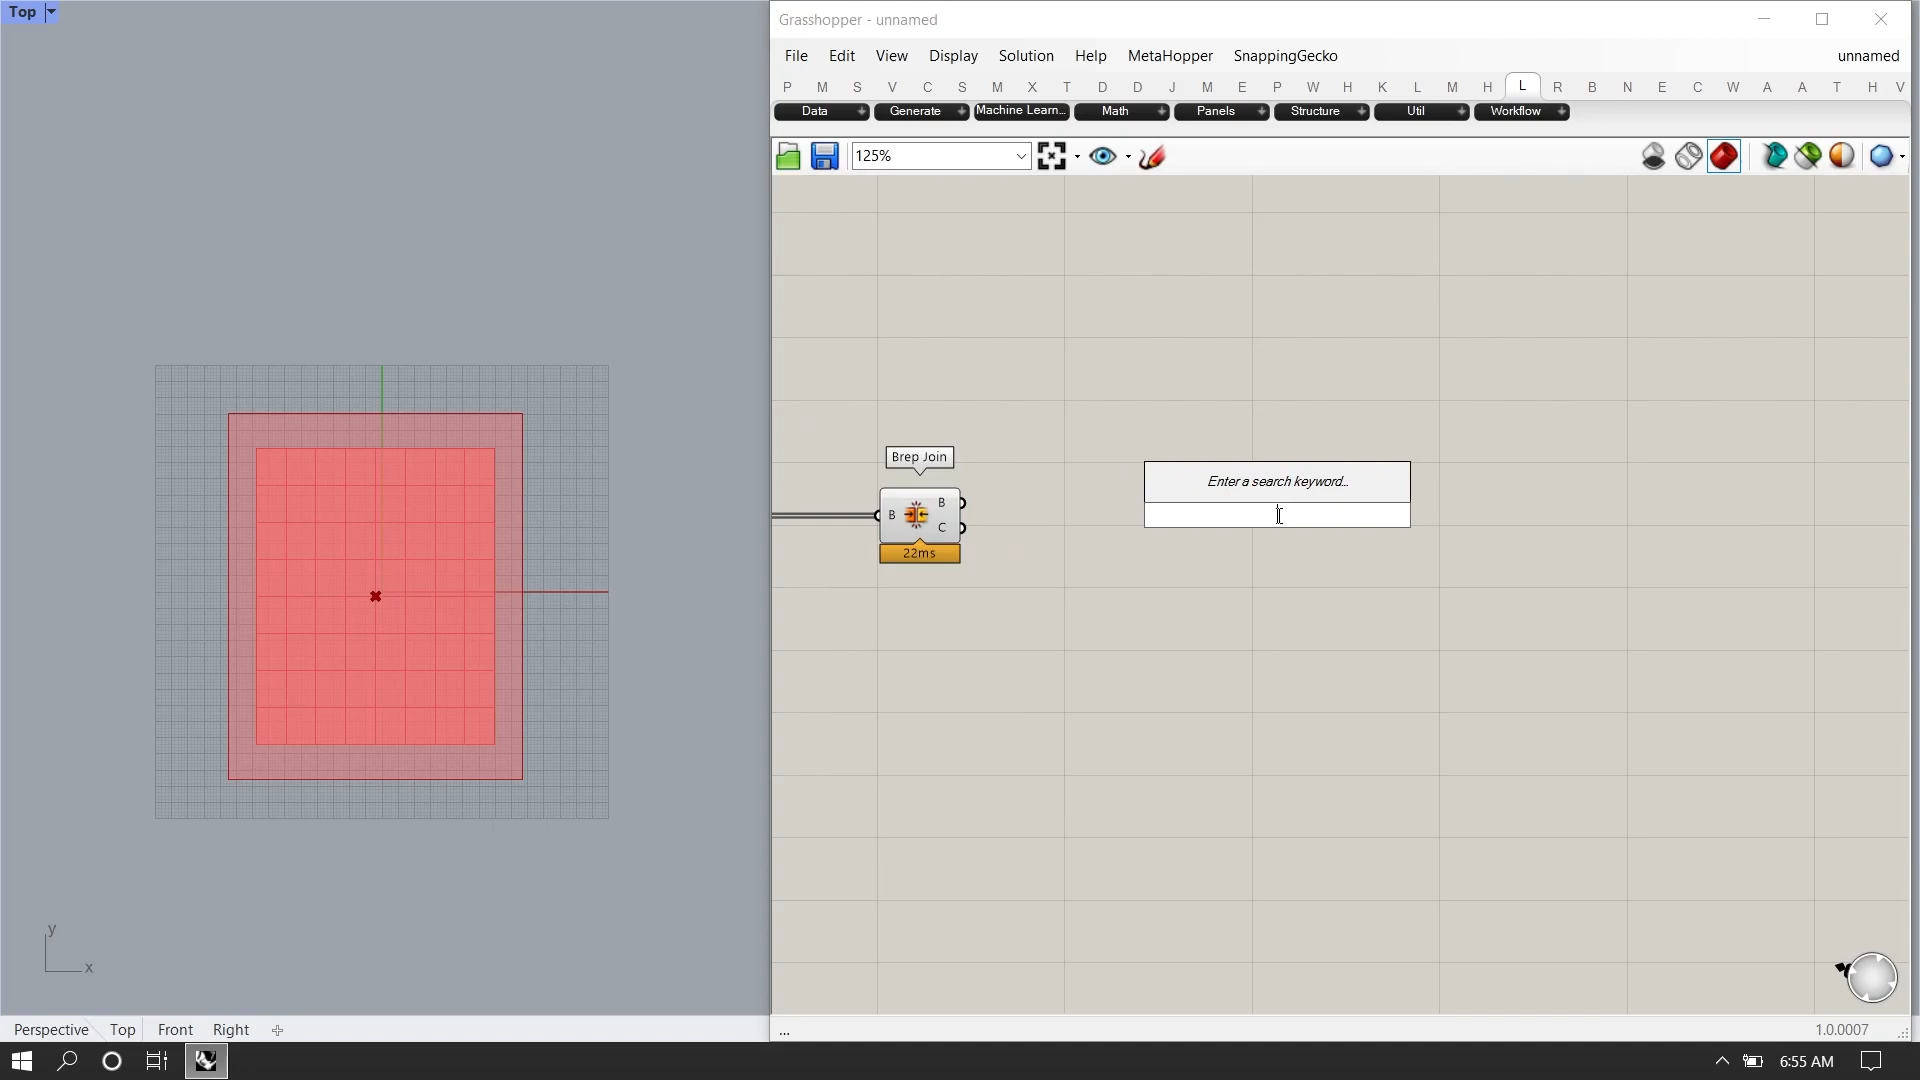 Top
Grasshopper - unnamed
File Edit View Display Solution Help MetaHopper SnappingGecko unnamed
P M S V C S M X T D D J M E P W H K L M H L R B N E C W A A T H V
Data Generate Machine Learn... Math Panels Structure Util Workflow
125%
Brep Join
B B
C
22ms
Enter a search keyword...
y
x
Perspective Top Front Right
... 1.0.0007
6:55 AM